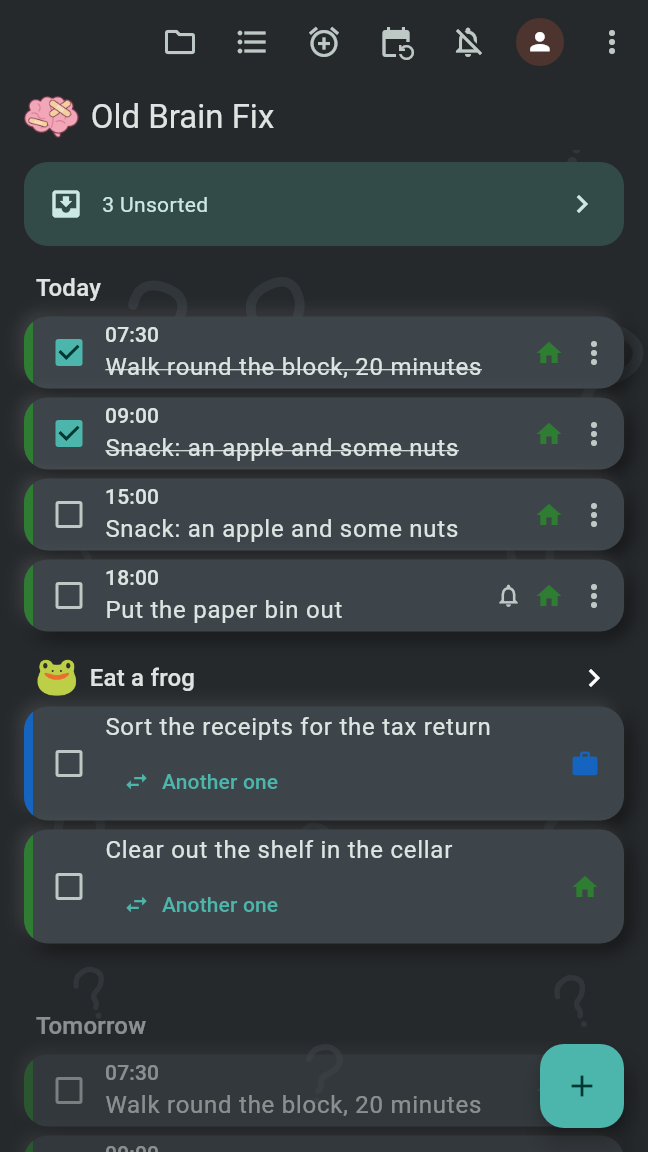 Old Brain Fix
3 Unsorted
Today
07:30
Walk round the block, 20 minutes
09:00
Snack: an apple and some nuts
15:00
Snack: an apple and some nuts
18:00
Put the paper bin out
Eat a frog
Sort the receipts for the tax return
Another one
Clear out the shelf in the cellar
Another one
Tomorrow
07:30
Walk round the block, 20 minutes